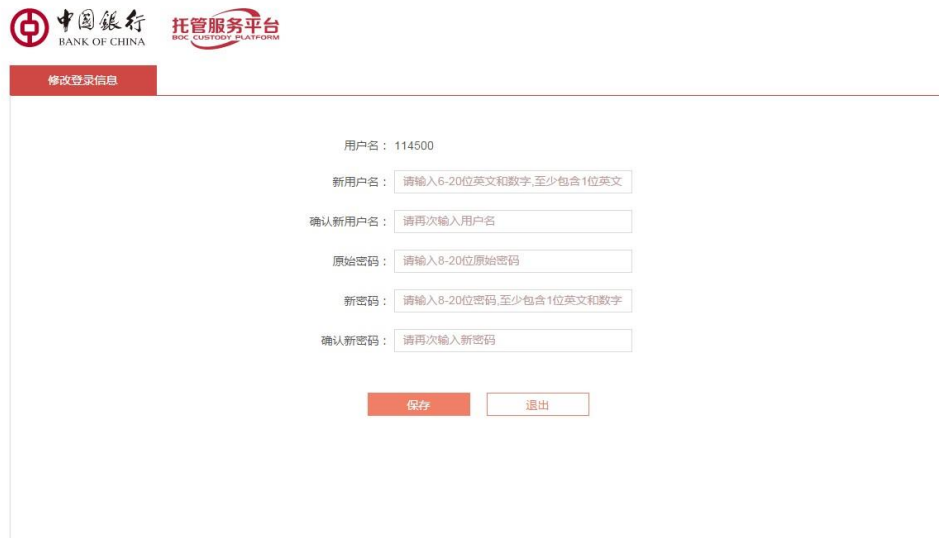 中国銀行
BANK OF CHINA
托管服务平台
BOC CUSTODY PLATFORM
修改登录信息
用户名： 114500
新用户名： 请输入6-20位英文和数字,至少包含1位英文
确认新用户名： 请再次输入用户名
原始密码： 请输入8-20位原始密码
新密码： 请输入8-20位密码,至少包含1位英文和数字
确认新密码： 请再次输入新密码
保存 退出